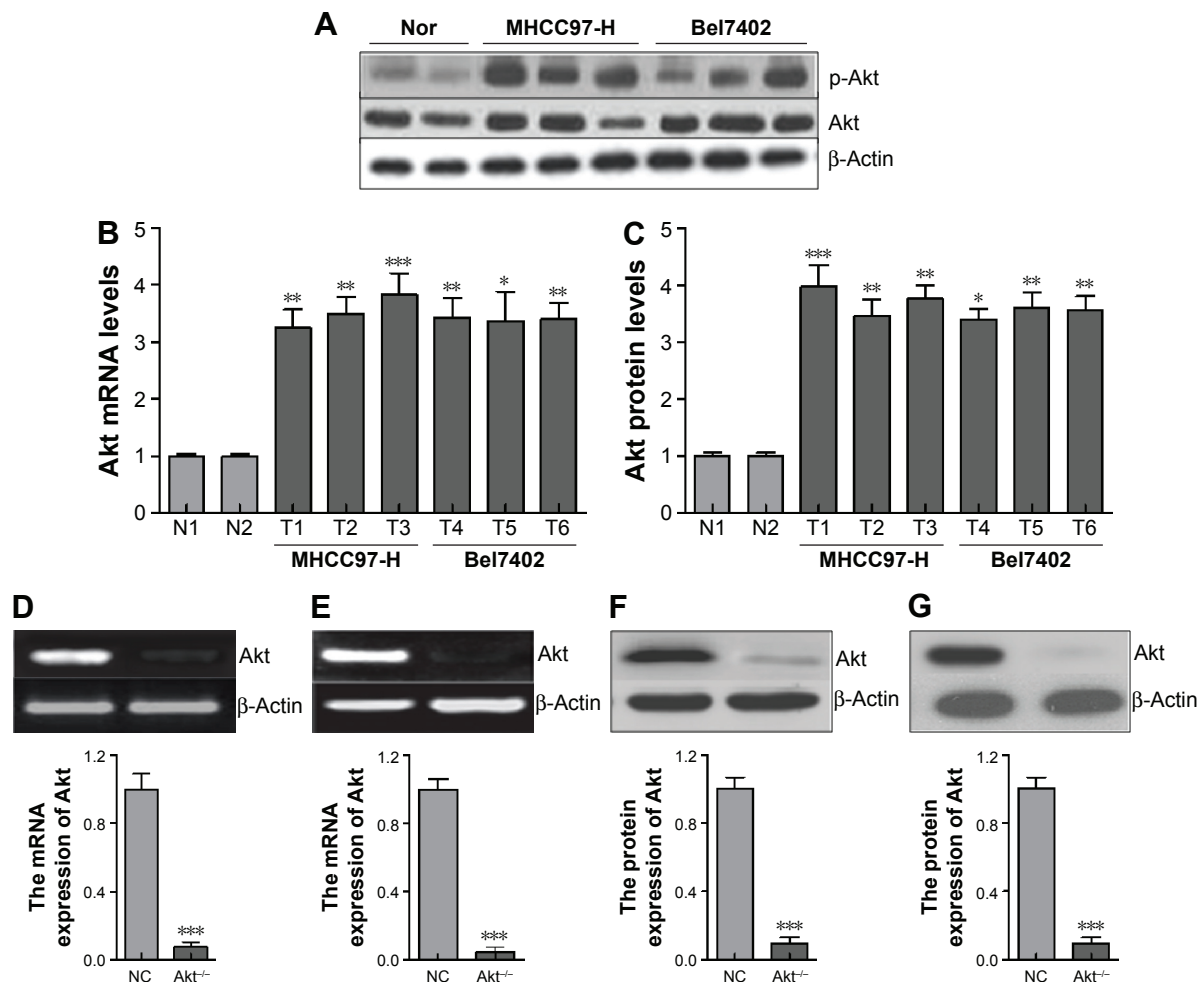 A
Nor MHCC97-H Bel7402
p-Akt
Akt
β-Actin
B
Akt mRNA levels
5
4
3
2
1
0
** ** *** ** * **
N1 N2 T1 T2 T3 T4 T5 T6
MHCC97-H Bel7402
C
Akt protein levels
5
4
3
2
1
0
*** ** ** * ** **
N1 N2 T1 T2 T3 T4 T5 T6
MHCC97-H Bel7402
D
Akt
β-Actin
The mRNA
expression of Akt
1.2
0.8
0.4
0.0
***
NC Akt–/–
E
Akt
β-Actin
The mRNA
expression of Akt
1.2
0.8
0.4
0.0
***
NC Akt–/–
F
Akt
β-Actin
The protein
expression of Akt
1.2
0.8
0.4
0.0
***
NC Akt–/–
G
Akt
β-Actin
The protein
expression of Akt
1.2
0.8
0.4
0.0
***
NC Akt–/–